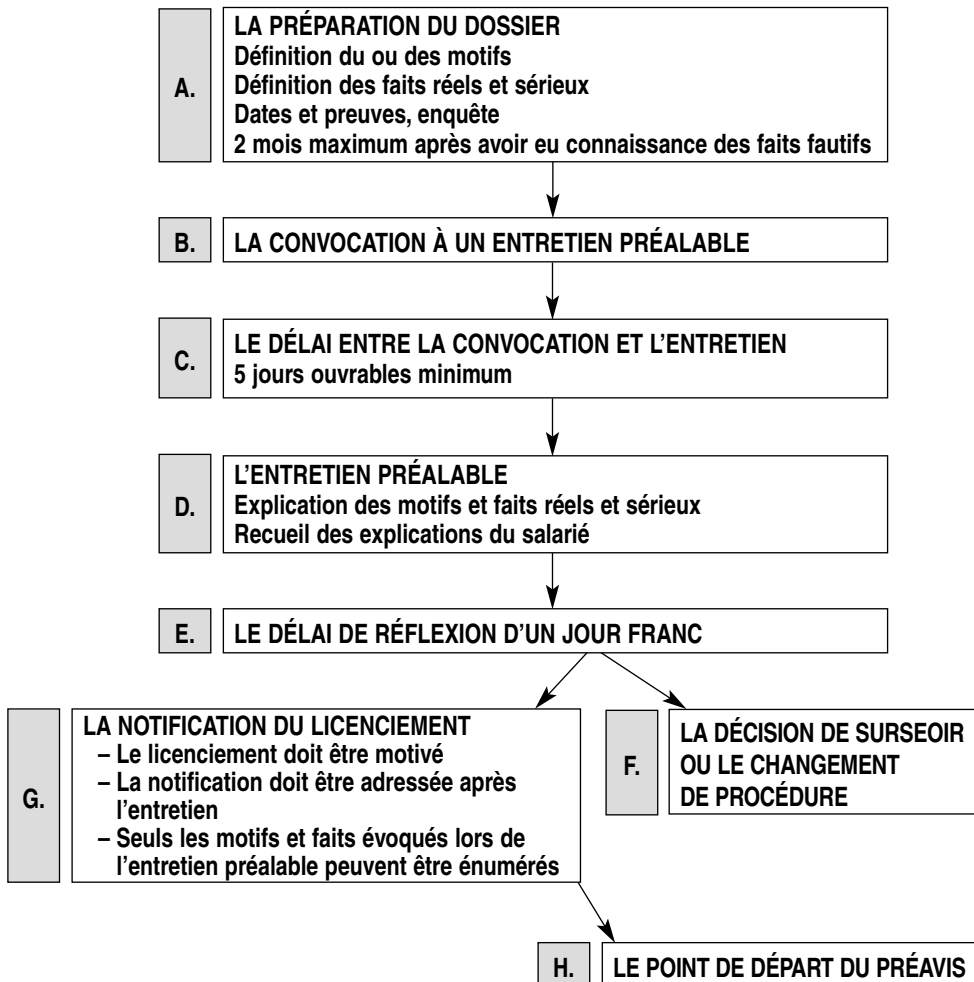 A.
LA PRÉPARATION DU DOSSIER
Définition du ou des motifs
Définition des faits réels et sérieux
Dates et preuves, enquête
2 mois maximum après avoir eu connaissance des faits fautifs
B.
LA CONVOCATION À UN ENTRETIEN PRÉALABLE
C.
LE DÉLAI ENTRE LA CONVOCATION ET L’ENTRETIEN
5 jours ouvrables minimum
D.
L’ENTRETIEN PRÉALABLE
Explication des motifs et faits réels et sérieux
Recueil des explications du salarié
E.
LE DÉLAI DE RÉFLEXION D’UN JOUR FRANC
G.
LA NOTIFICATION DU LICENCIEMENT
– Le licenciement doit être motivé
– La notification doit être adressée après
l’entretien
– Seuls les motifs et faits évoqués lors de
l’entretien préalable peuvent être énumérés
F.
LA DÉCISION DE SURSEOIR
OU LE CHANGEMENT
DE PROCÉDURE
H.
LE POINT DE DÉPART DU PRÉAVIS